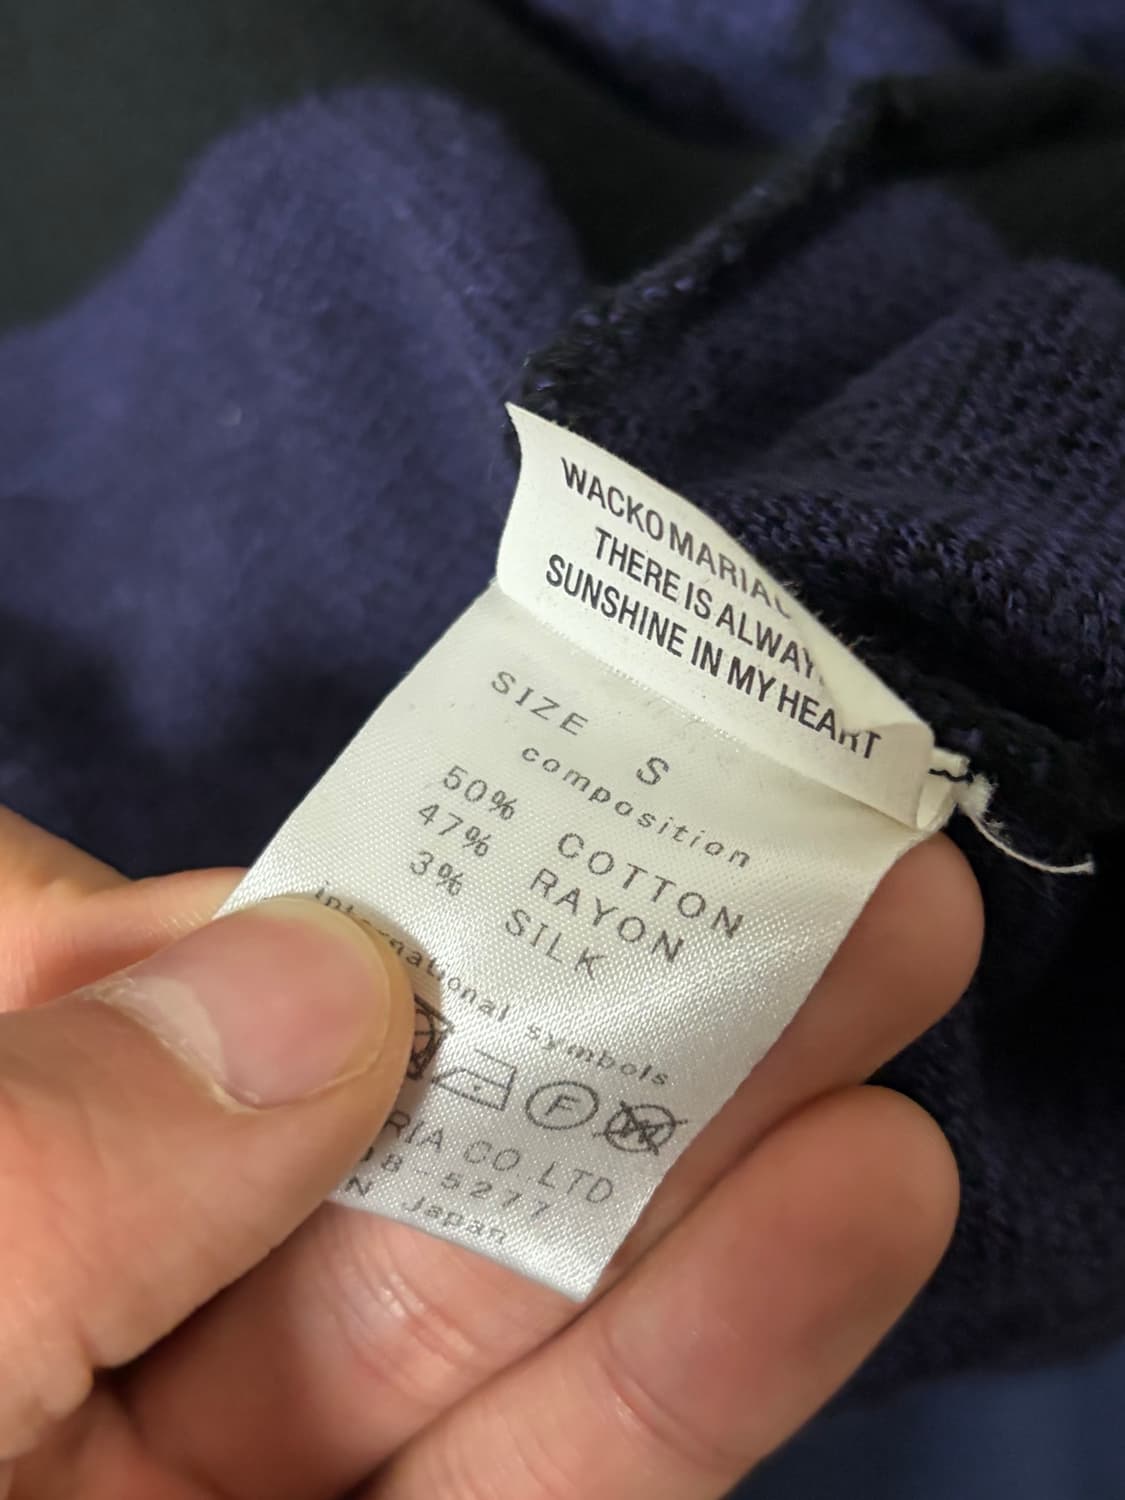 WACKO MARIA
THERE IS ALWAY
SUNSHINE IN MY HEART
SIZE S
composition
50% COTTON
47% RAYON
3% SILK
international symbols
F
RIA CO.LTD
5277
N Japan